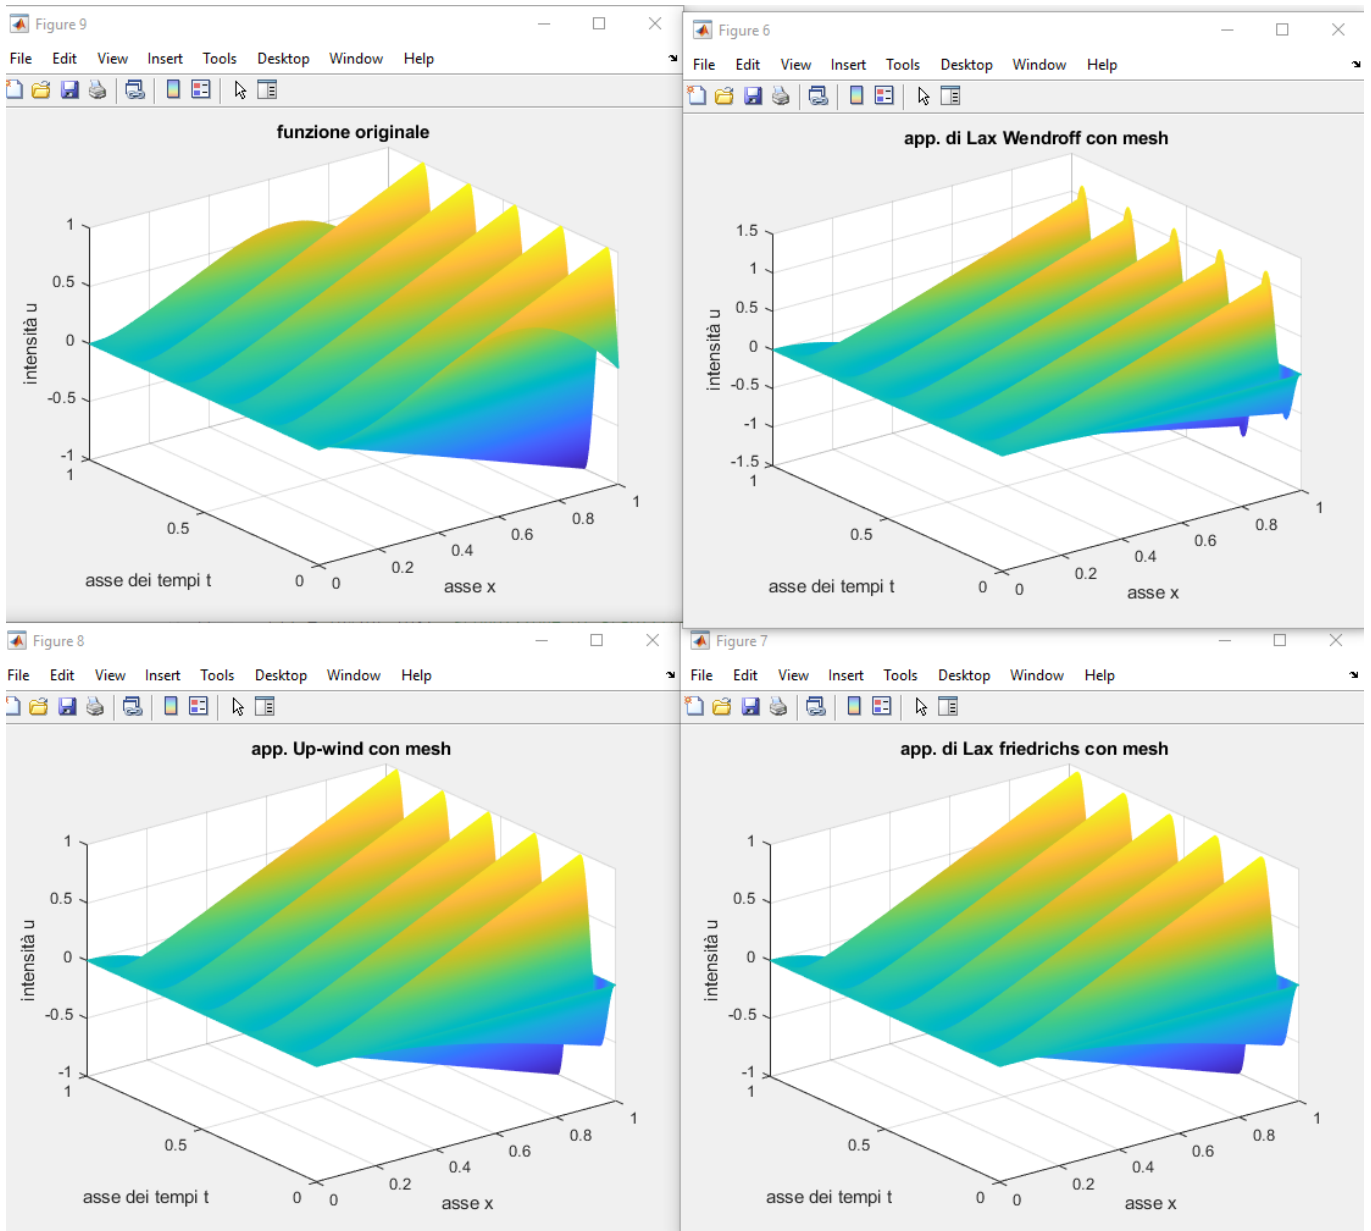 Figure 9
File Edit View Insert Tools Desktop Window Help
funzione originale
1
0.5
0
-0.5
-1
intensità u
1
0.5
0
asse dei tempi t
0
0.2
0.4
0.6
0.8
1
asse x
Figure 6
File Edit View Insert Tools Desktop Window Help
app. di Lax Wendroff con mesh
1.5
1
0.5
0
-0.5
-1
-1.5
intensità u
1
0.5
0
asse dei tempi t
0
0.2
0.4
0.6
0.8
1
asse x
Figure 8
File Edit View Insert Tools Desktop Window Help
app. Up-wind con mesh
1
0.5
0
-0.5
-1
intensità u
1
0.5
0
asse dei tempi t
0
0.2
0.4
0.6
0.8
1
asse x
Figure 7
File Edit View Insert Tools Desktop Window Help
app. di Lax friedrichs con mesh
1
0.5
0
-0.5
-1
intensità u
1
0.5
0
asse dei tempi t
0
0.2
0.4
0.6
0.8
1
asse x